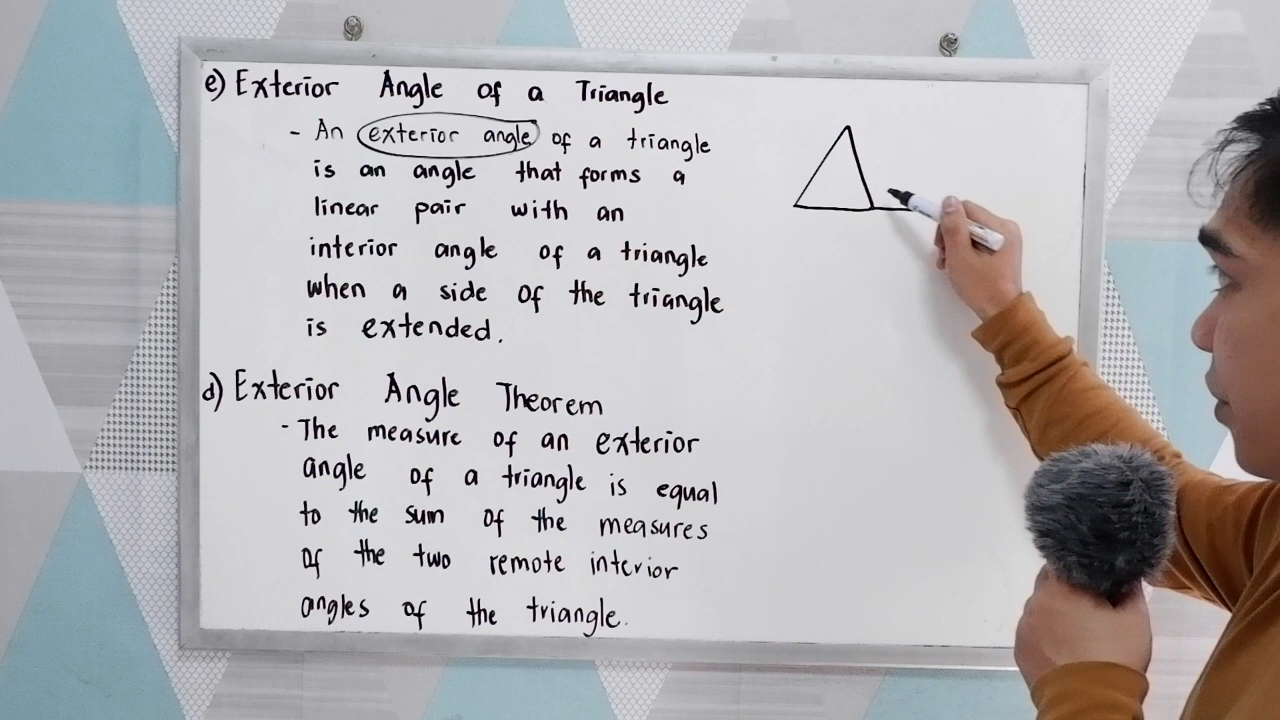 e) Exterior Angle of a Triangle
- An exterior angle of a triangle
is an angle that forms a
linear pair with an
interior angle of a triangle
when a side of the triangle
is extended.
d) Exterior Angle Theorem
- The measure of an exterior
angle of a triangle is equal
to the sum of the measures
of the two remote interior
angles of the triangle.